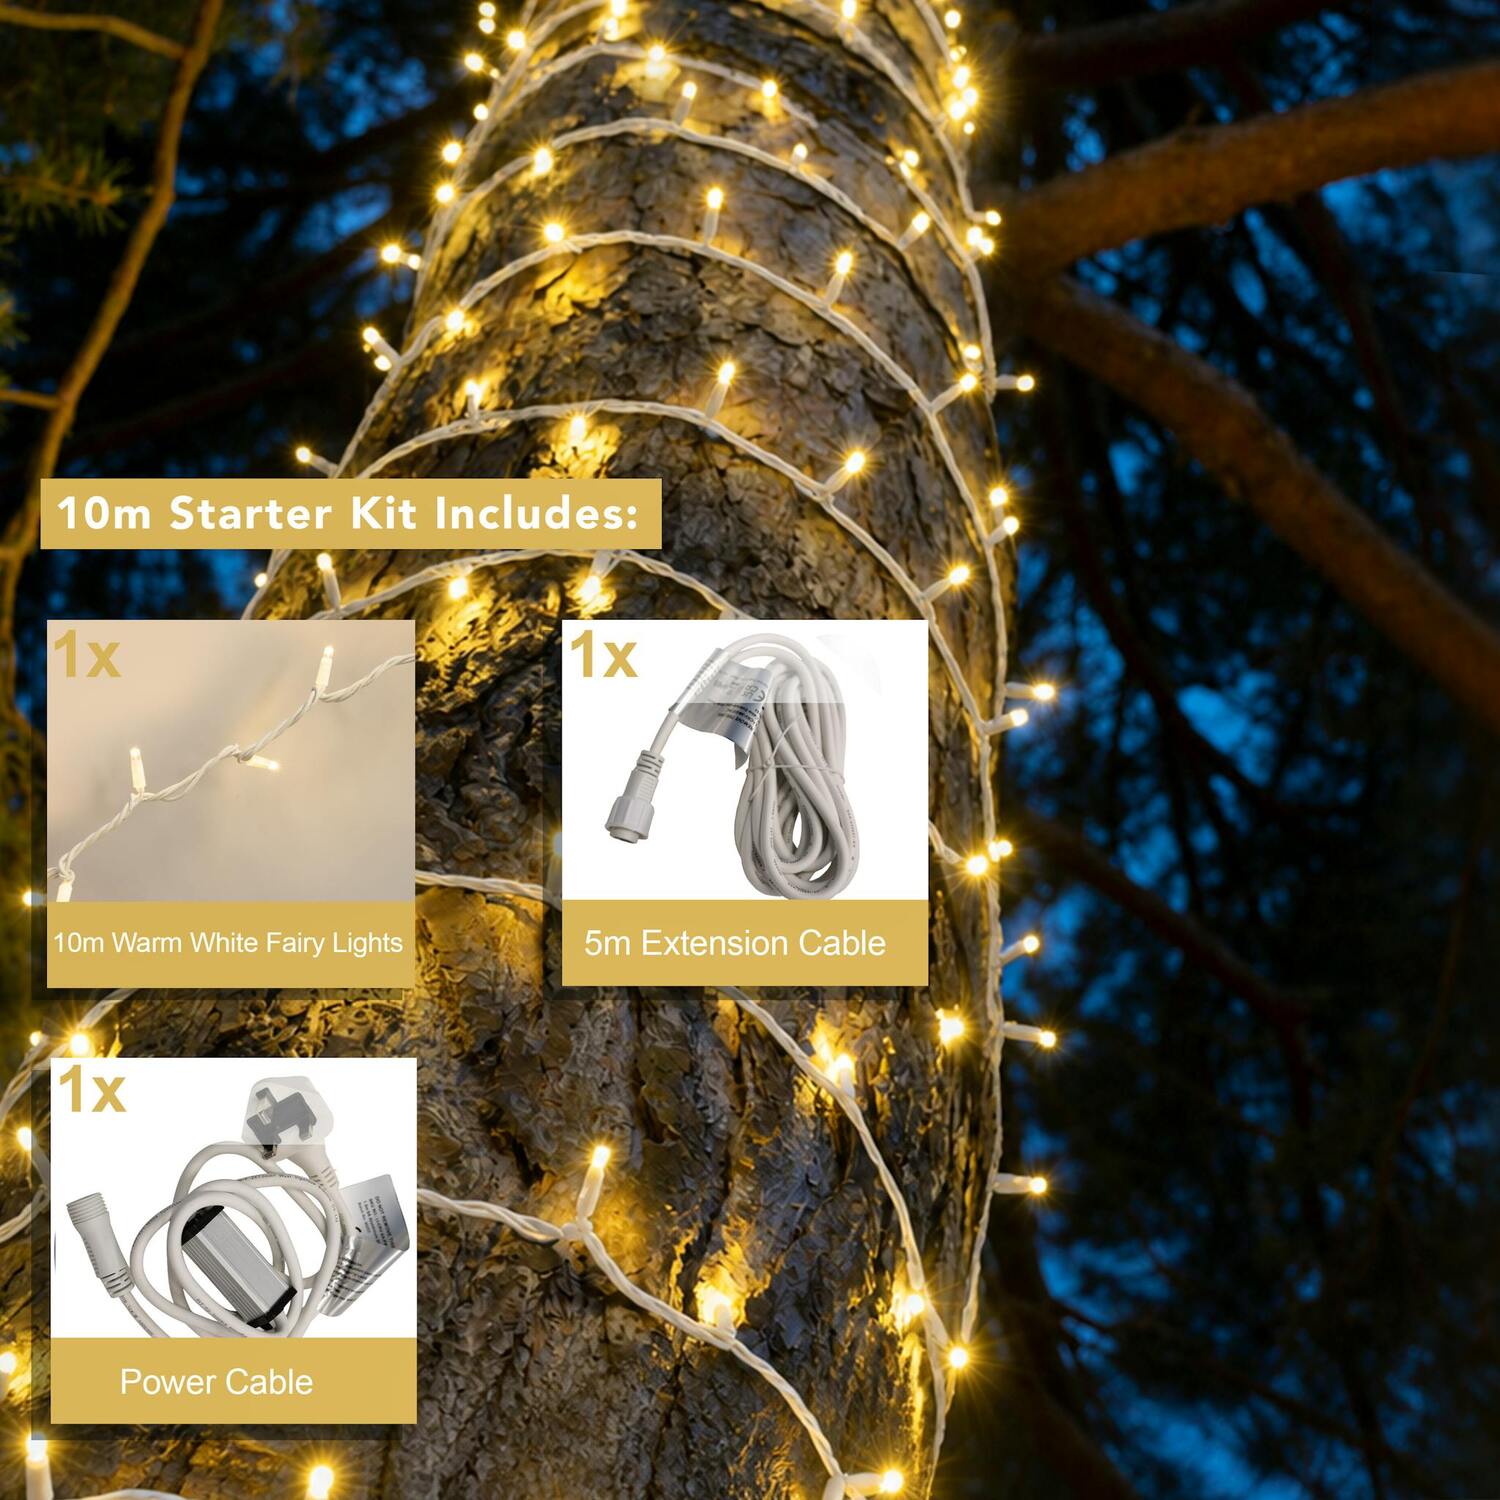 10m Starter Kit Includes:
1x
10m Warm White Fairy Lights
1x
5m Extension Cable
1x
Power Cable